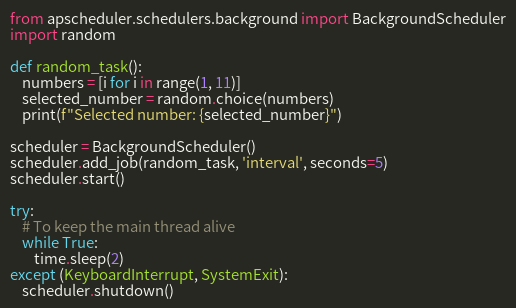 from apscheduler.schedulers.background import BackgroundScheduler
import random

def random_task():
    numbers = [i for i in range(1, 11)]
    selected_number = random.choice(numbers)
    print(f"Selected number: {selected_number}")

scheduler = BackgroundScheduler()
scheduler.add_job(random_task, 'interval', seconds=5)
scheduler.start()

try:
    # To keep the main thread alive
    while True:
        time.sleep(2)
except (KeyboardInterrupt, SystemExit):
    scheduler.shutdown()